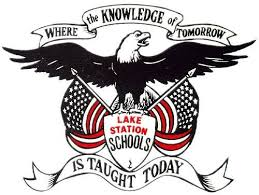 WHERE the KNOWLEDGE of TOMORROW
LAKE
STATION
SCHOOLS
IS TAUGHT TODAY